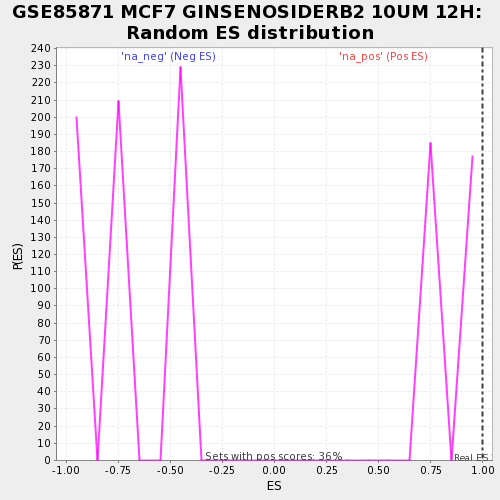 GSE85871 MCF7 GINSENOSIDERB2 10UM 12H:
Random ES distribution
'na_neg' (Neg ES)
'na_pos' (Pos ES)
240
230
220
210
200
190
180
170
160
150
140
130
120
110
100
90
80
70
60
50
40
30
20
10
0
P(ES)
Sets with pos scores: 36%
Real ES
-1.00 -0.75 -0.50 -0.25 0.00 0.25 0.50 0.75 1.00
ES